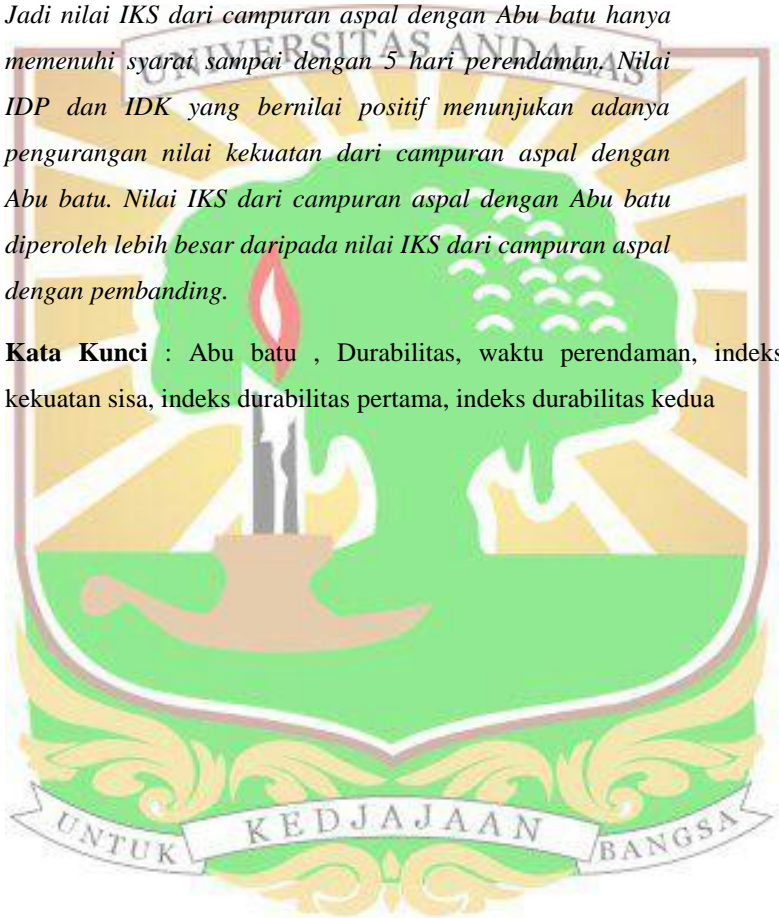 Jadi nilai IKS dari campuran aspal dengan Abu batu hanya
UNIVERSITAS ANDALAS
memenuhi syarat sampai dengan 5 hari perendaman. Nilai
IDP dan IDK yang bernilai positif menunjukan adanya
pengurangan nilai kekuatan dari campuran aspal dengan
Abu batu. Nilai IKS dari campuran aspal dengan Abu batu
diperoleh lebih besar daripada nilai IKS dari campuran aspal
dengan pembanding.
Kata Kunci : Abu batu , Durabilitas, waktu perendaman, indeks
kekuatan sisa, indeks durabilitas pertama, indeks durabilitas kedua
UNTUK KEDJAJAAN BANGSA